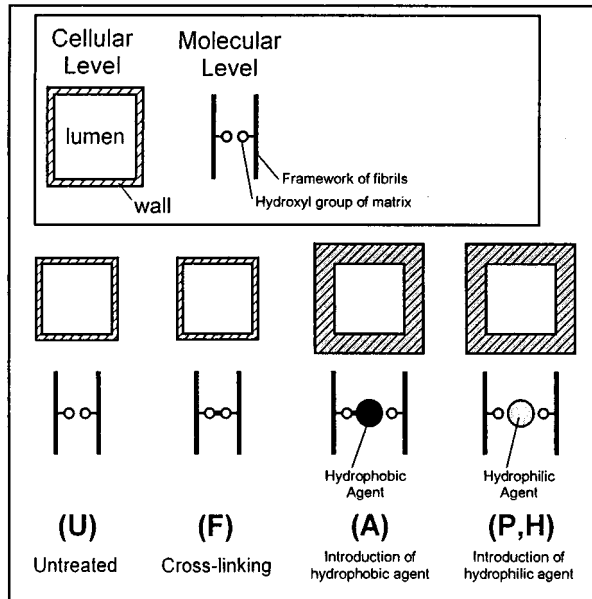 Cellular Level
Molecular Level
lumen
Framework of fibrils
Hydroxyl group of matrix
wall
Hydrophobic Agent
Hydrophilic Agent
(U)
(F)
(A)
(P,H)
Untreated
Cross-linking
Introduction of hydrophobic agent
Introduction of hydrophilic agent